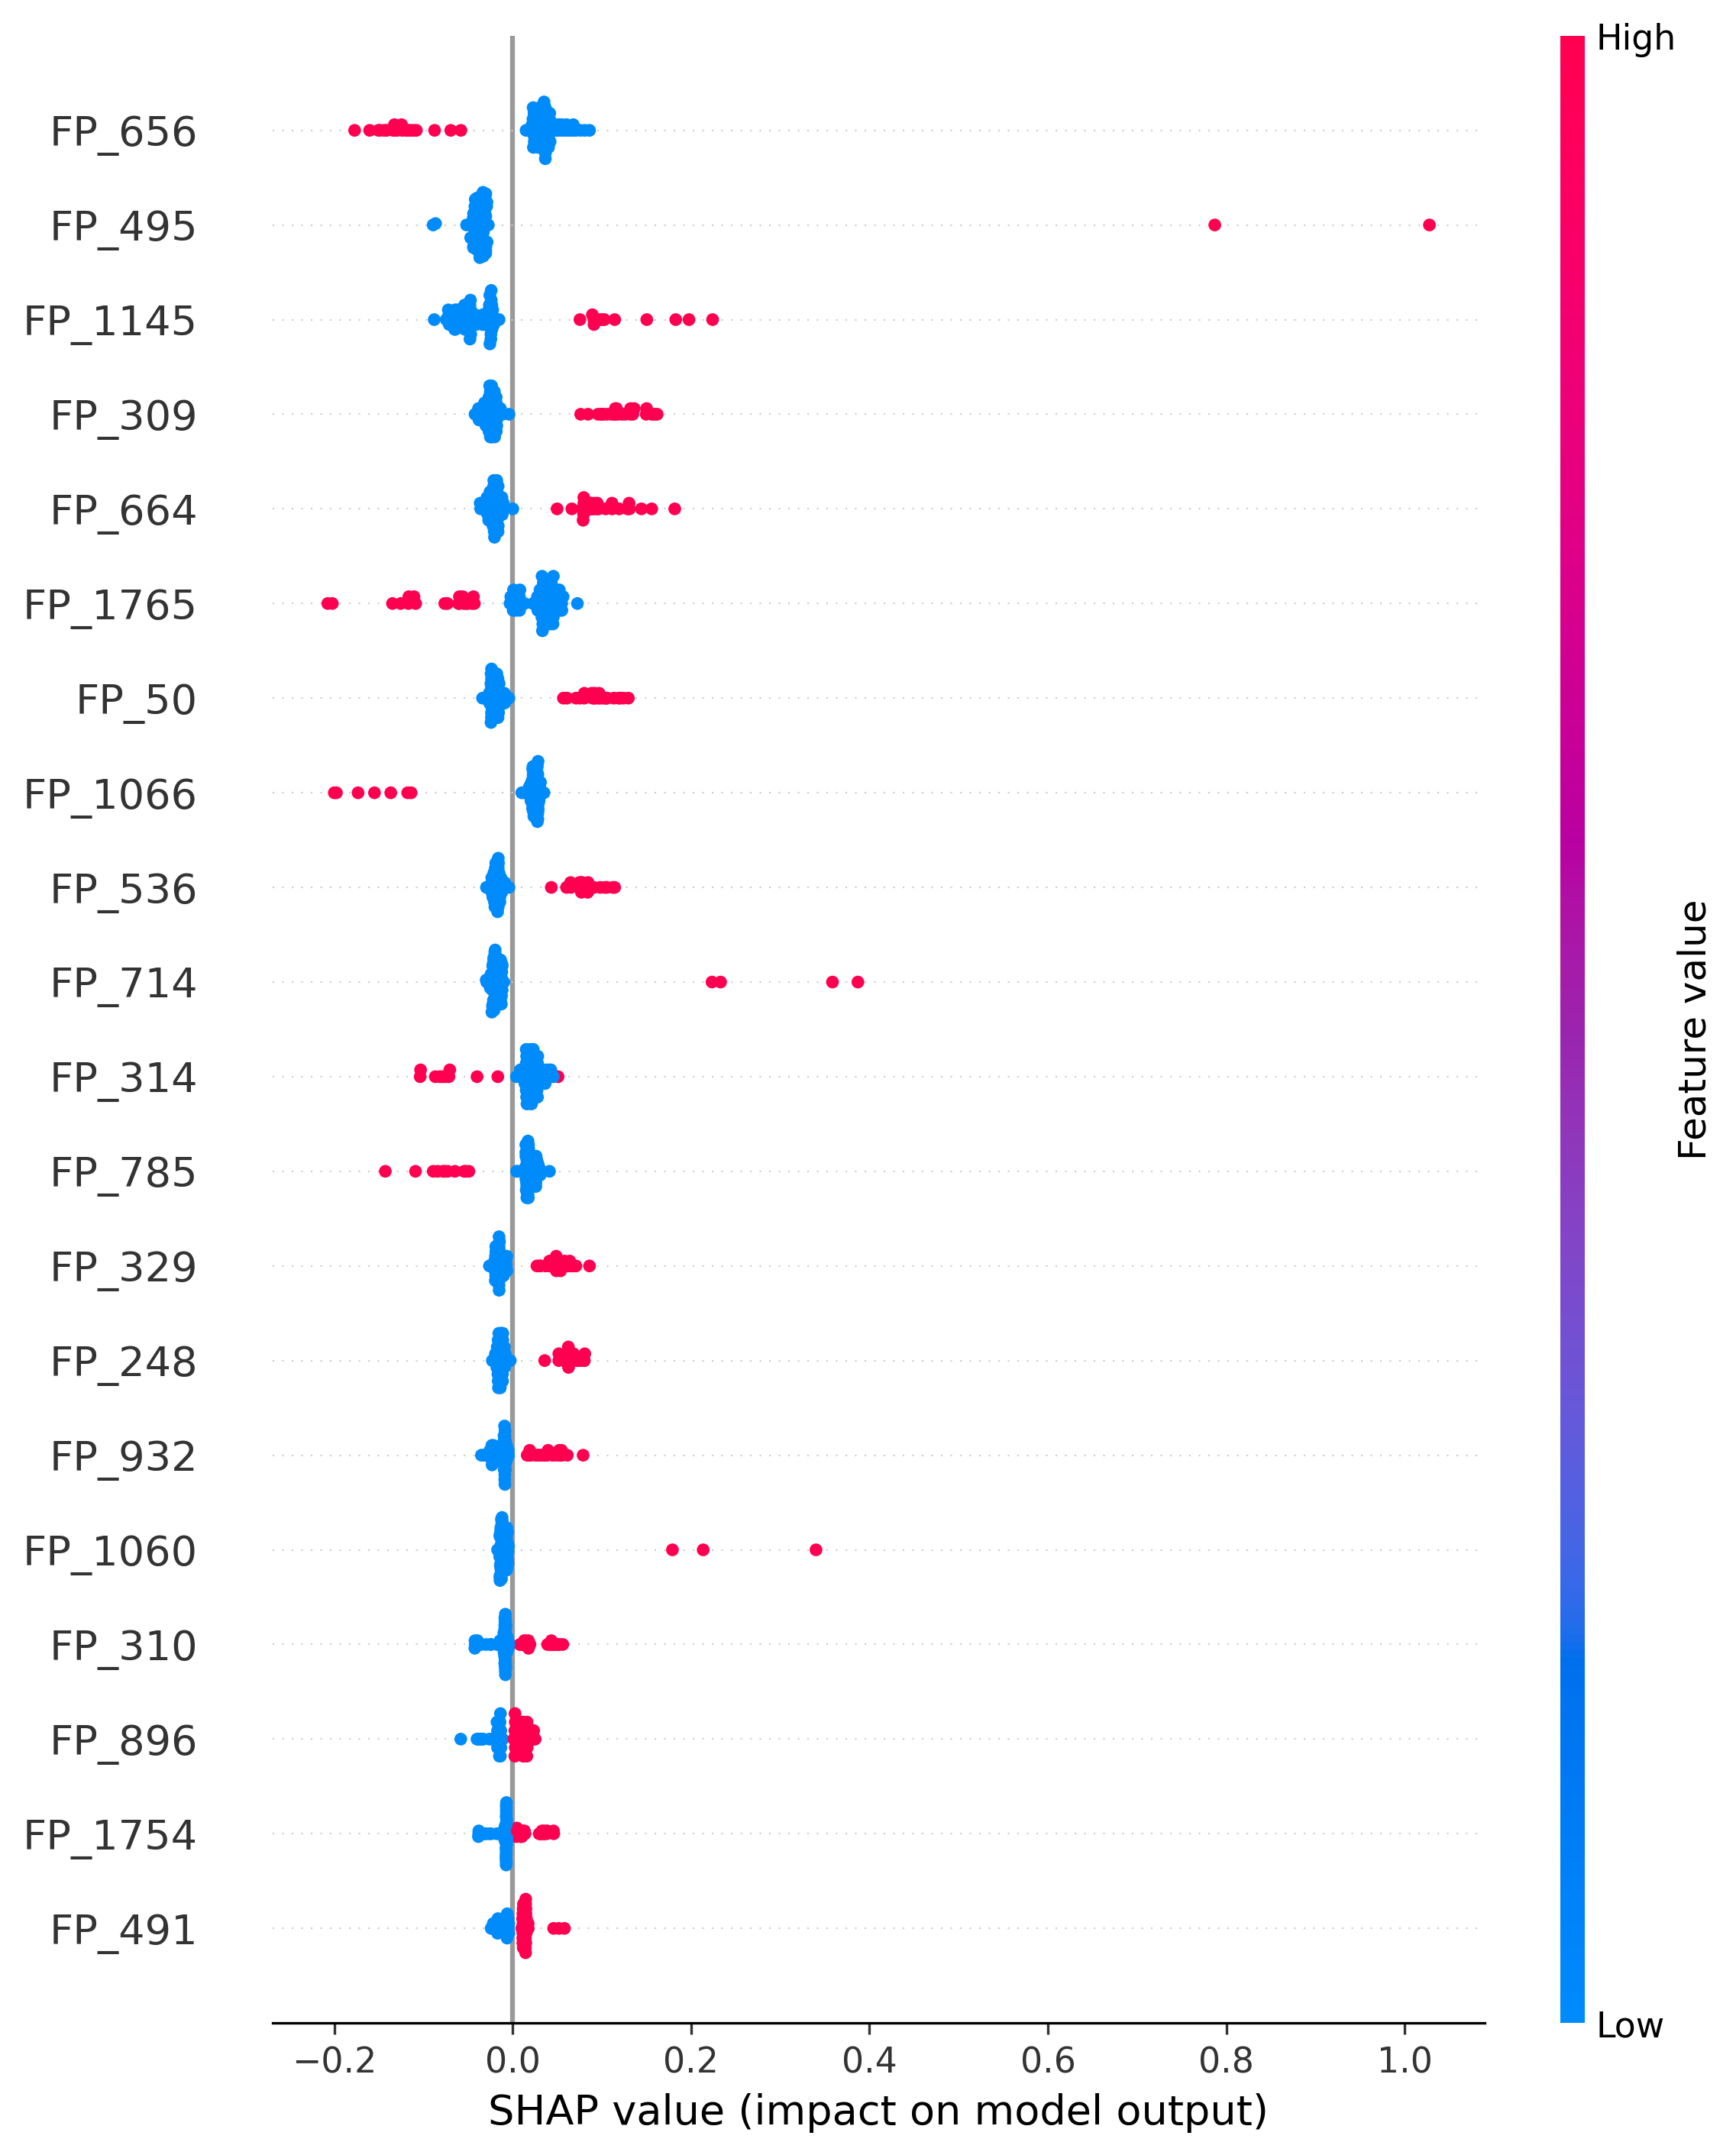 High
FP_656
FP_495
FP_1145
FP_309
FP_664
FP_1765
FP_50
FP_1066
FP_536
FP_714
FP_314
FP_785
FP_329
FP_248
FP_932
FP_1060
FP_310
FP_896
FP_1754
FP_491
Feature value
Low
−0.2 0.0 0.2 0.4 0.6 0.8 1.0
SHAP value (impact on model output)